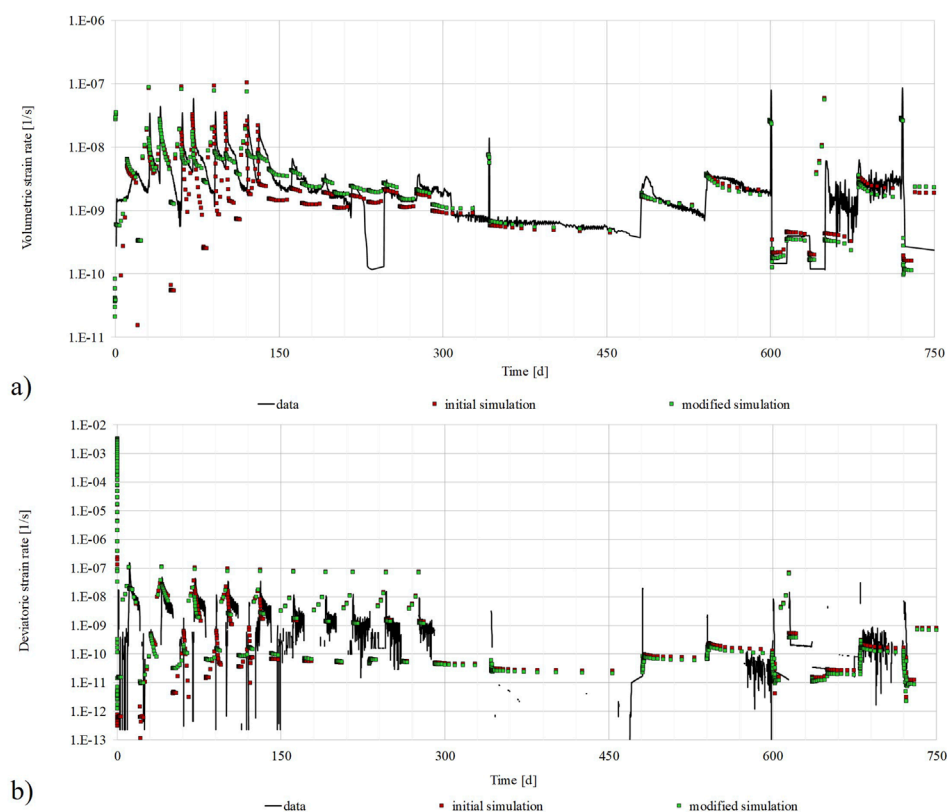 1.E-06
1.E-07
1.E-08
1.E-09
1.E-10
1.E-11
Volumetric strain rate [1/s]
0 150 300 450 600 750
Time [d]
a)
data initial simulation modified simulation
1.E-02
1.E-03
1.E-04
1.E-05
1.E-06
1.E-07
1.E-08
1.E-09
1.E-10
1.E-11
1.E-12
1.E-13
Deviatoric strain rate [1/s]
0 150 300 450 600 750
Time [d]
b)
data initial simulation modified simulation